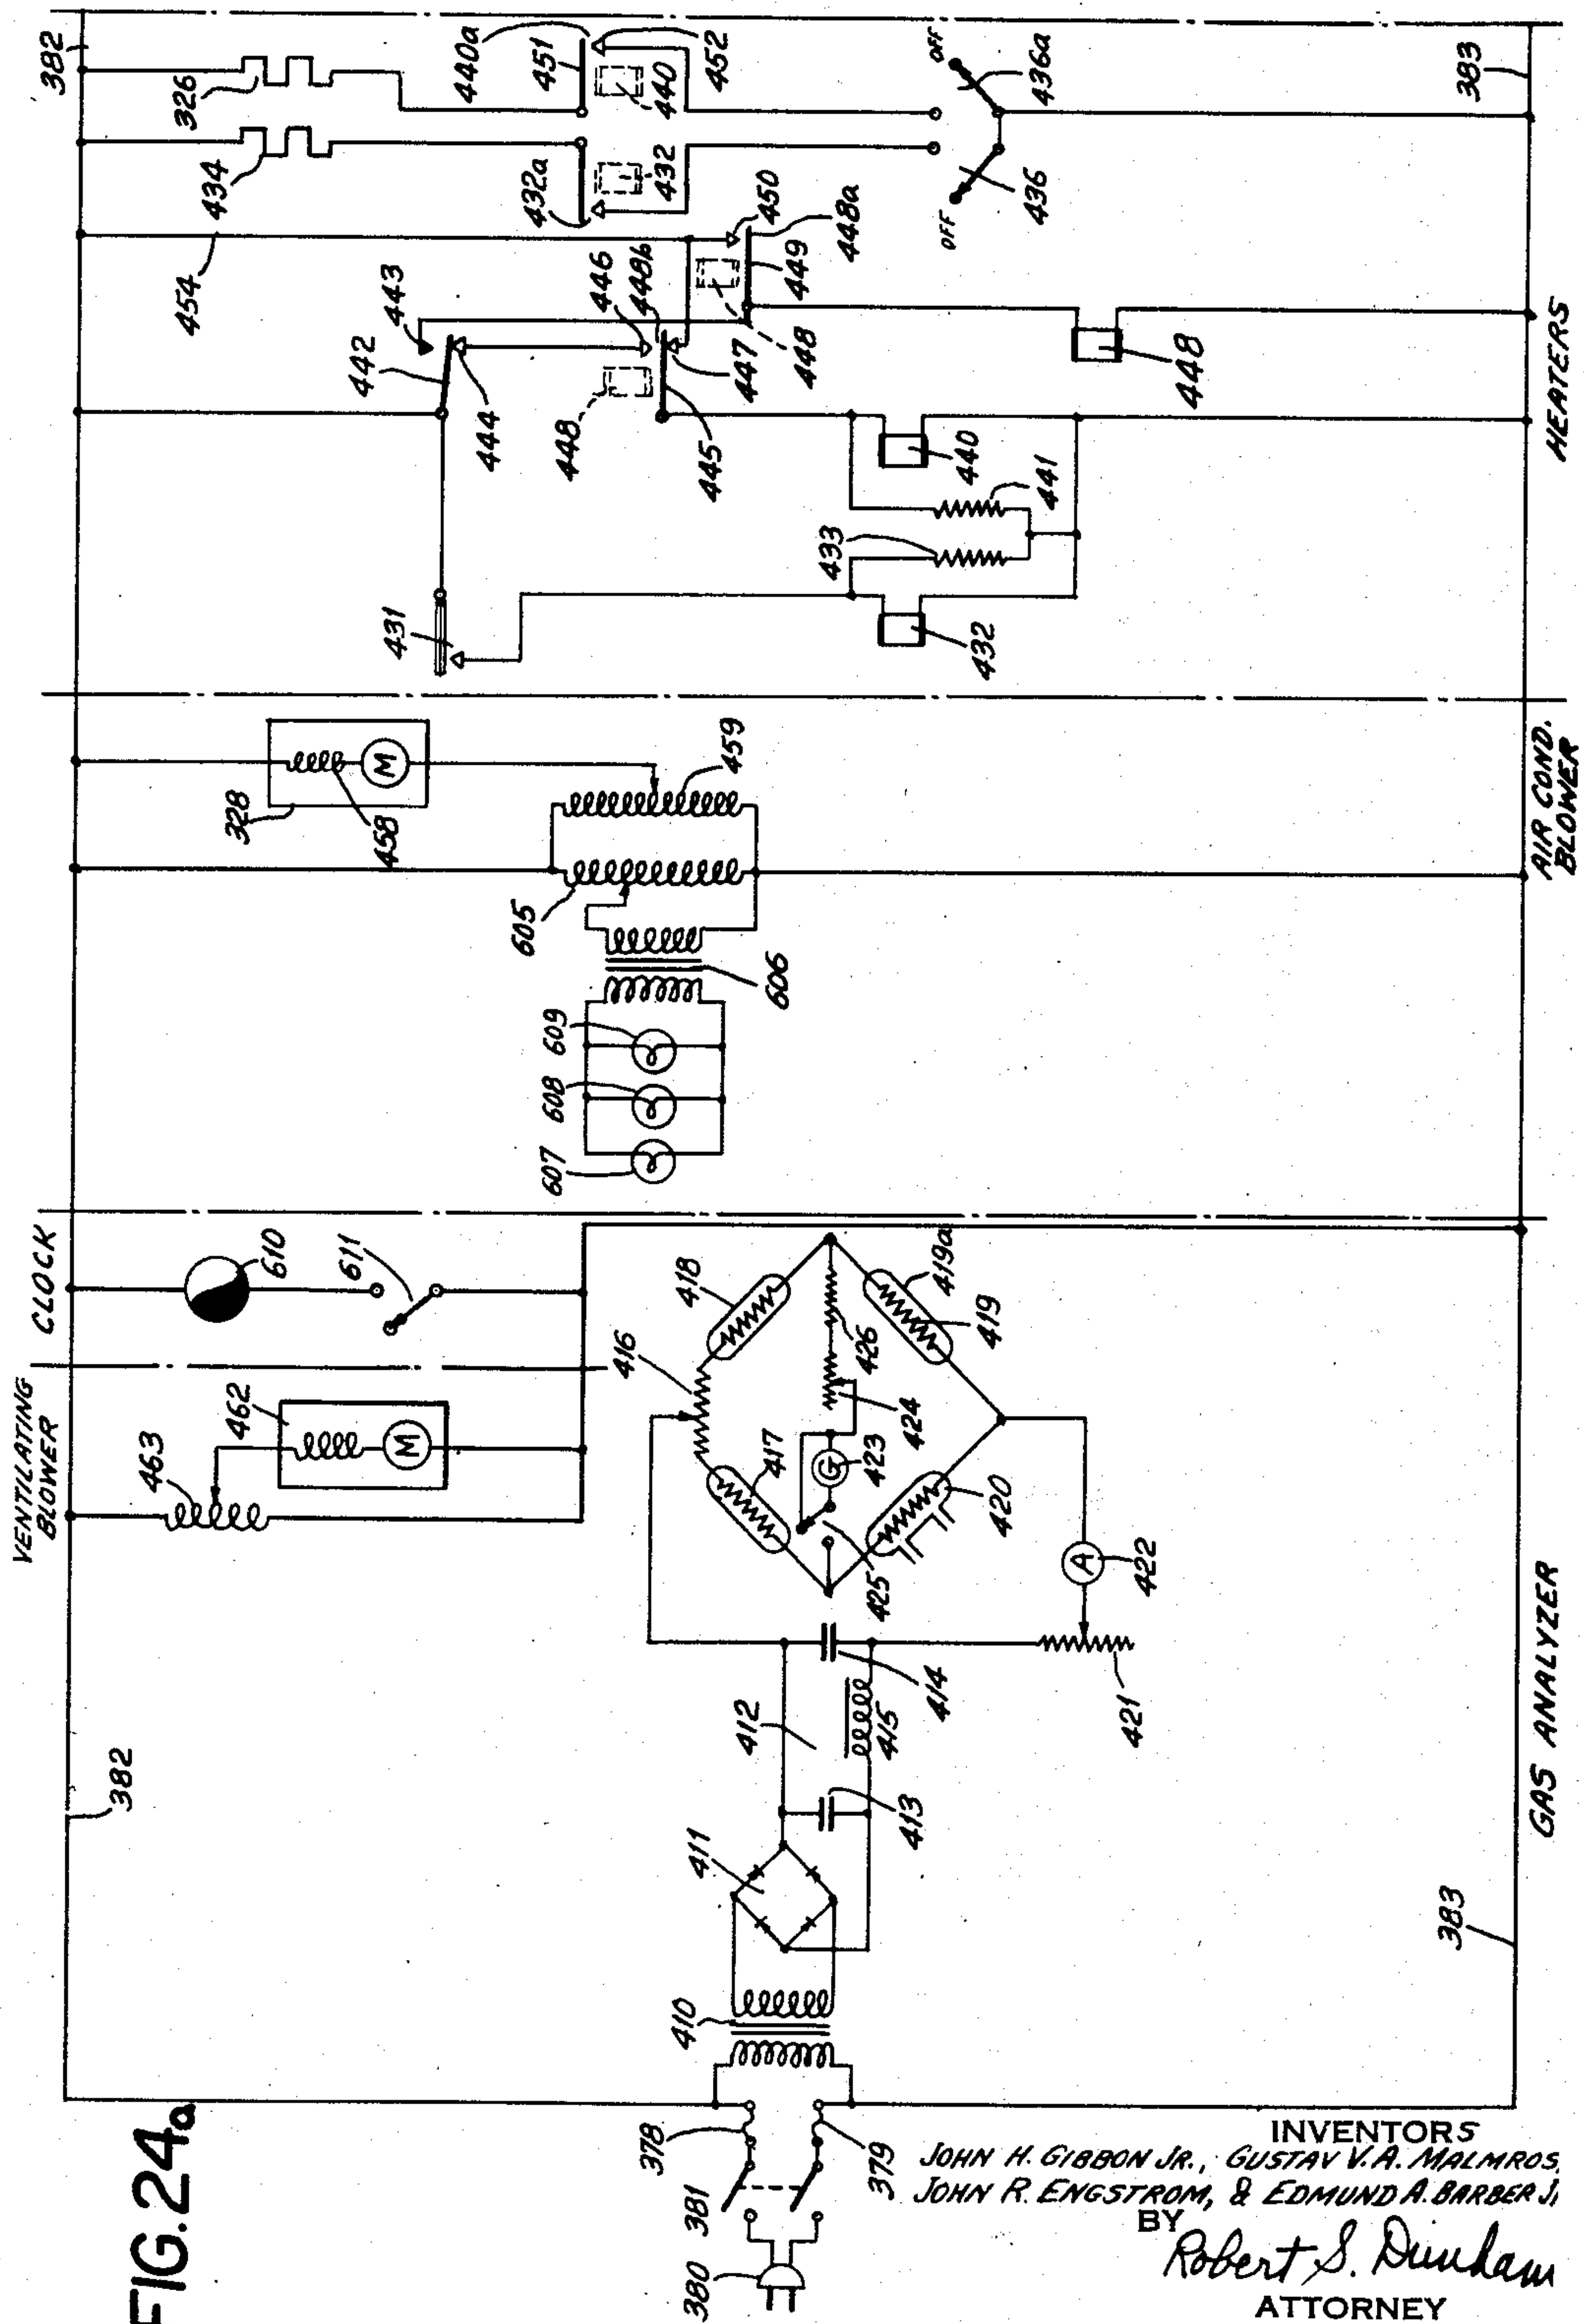 FIG. 24a
VENTILATING
BLOWER
CLOCK
382
463
462
610
611
328
458
459
605
606
607
608
609
382
326
434
454
440a
451
452
440
432a
432
450
448a
449
448
446
448b
447
443
442
444
448
445
431
OFF
436a
OFF
436
448
440
441
433
432
383
416
418
417
419a
419
426
424
G
423
425
420
A
422
421
414
415
412
413
411
410
378
379
381
380
383
M
M
GAS ANALYZER
AIR COND.
BLOWER
HEATERS
INVENTORS
JOHN H. GIBBON JR., GUSTAV V. A. MALMROS,
JOHN R. ENGSTROM, & EDMUND A. BARBER J
BY
Robert S. Dunham
ATTORNEY